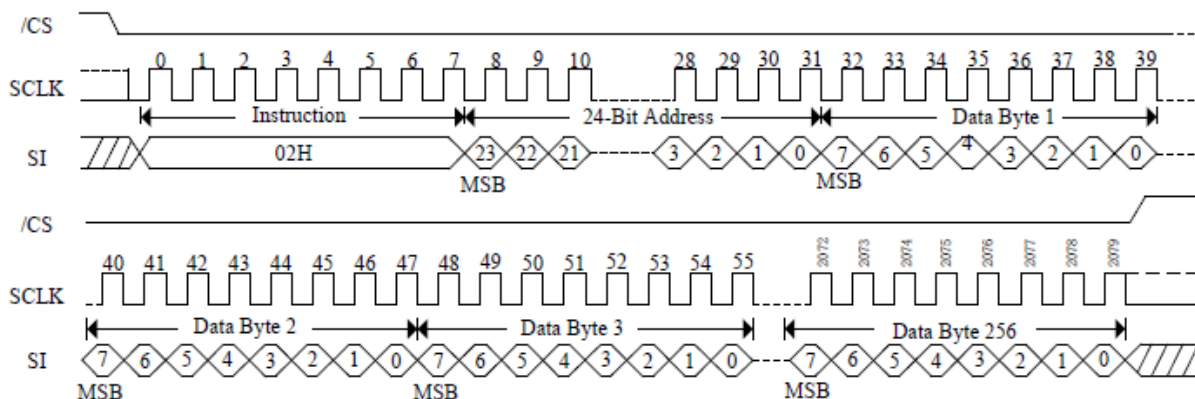 /CS
0 1 2 3 4 5 6 7 8 9 10 28 29 30 31 32 33 34 35 36 37 38 39
SCLK
Instruction 24-Bit Address Data Byte 1
SI 02H 23 22 21 3 2 1 0 7 6 5 4 3 2 1 0
MSB MSB
/CS
40 41 42 43 44 45 46 47 48 49 50 51 52 53 54 55 2072 2073 2074 2075 2076 2077 2078 2079
SCLK
Data Byte 2 Data Byte 3 Data Byte 256
SI 7 6 5 4 3 2 1 0 7 6 5 4 3 2 1 0 7 6 5 4 3 2 1 0
MSB MSB MSB